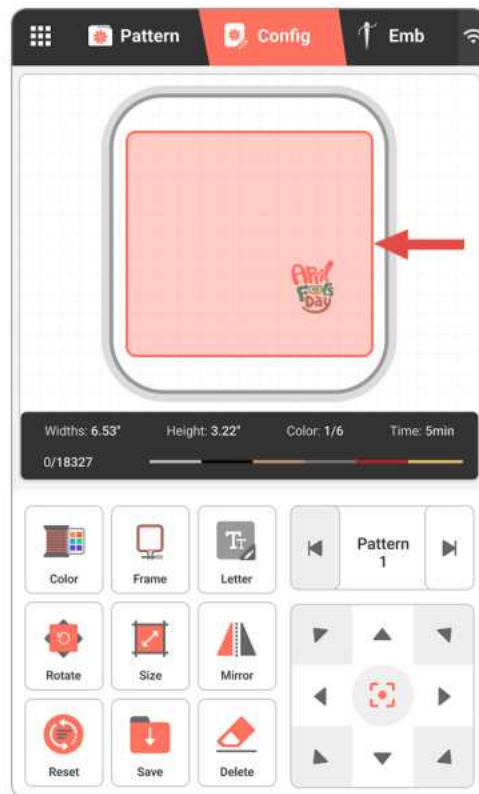 Pattern
Config
Emb
APRIL
FOOL'S
DAY
Widths: 6.53" Height: 3.22" Color: 1/6 Time: 5min
0/18327
Color
Frame
Letter
Pattern
1
Rotate
Size
Mirror
Reset
Save
Delete